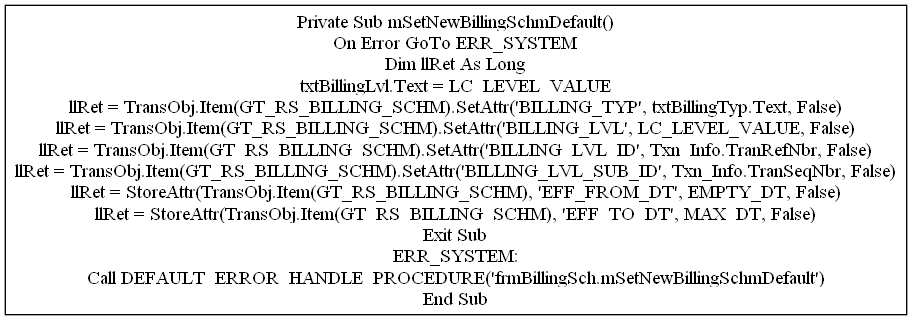 Private Sub mSetNewBillingSchmDefault()
On Error GoTo ERR_SYSTEM
Dim llRet As Long
txtBillingLvl.Text = LC_LEVEL_VALUE
llRet = TransObj.Item(GT_RS_BILLING_SCHM).SetAttr('BILLING_TYP', txtBillingTyp.Text, False)
llRet = TransObj.Item(GT_RS_BILLING_SCHM).SetAttr('BILLING_LVL', LC_LEVEL_VALUE, False)
llRet = TransObj.Item(GT_RS_BILLING_SCHM).SetAttr('BILLING_LVL_ID', Txn_Info.TranRefNbr, False)
llRet = TransObj.Item(GT_RS_BILLING_SCHM).SetAttr('BILLING_LVL_SUB_ID', Txn_Info.TranSeqNbr, False)
llRet = StoreAttr(TransObj.Item(GT_RS_BILLING_SCHM), 'EFF_FROM_DT', EMPTY_DT, False)
llRet = StoreAttr(TransObj.Item(GT_RS_BILLING_SCHM), 'EFF_TO_DT', MAX_DT, False)
Exit Sub
ERR_SYSTEM:
Call DEFAULT_ERROR_HANDLE_PROCEDURE('frmBillingSch.mSetNewBillingSchmDefault')
End Sub